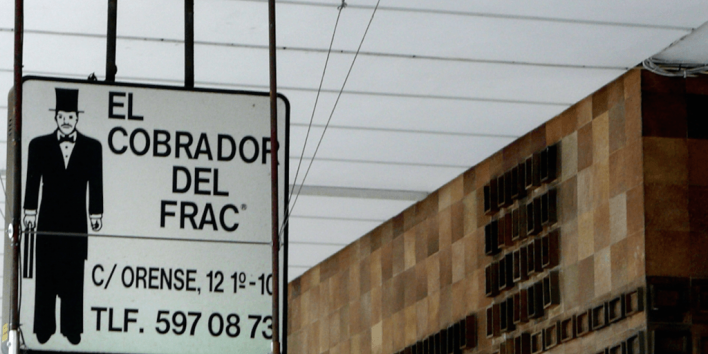 EL
COBRADOR
DEL
FRAC®
C/ ORENSE, 12 1º-10
TLF. 597 08 73